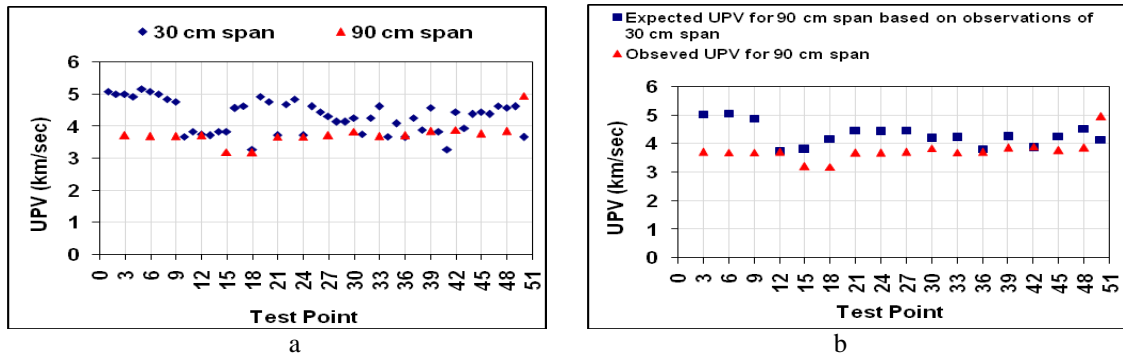 30 cm span 90 cm span
UPV (km/sec)
6
5
4
3
2
1
0
0 3 6 9 12 15 18 21 24 27 30 33 36 39 42 45 48 51
Test Point
a
Expected UPV for 90 cm span based on observations of
30 cm span
Obseved UPV for 90 cm span
UPV (km/sec)
6
5
4
3
2
1
0
0 3 6 9 12 15 18 21 24 27 30 33 36 39 42 45 48 51
Test Point
b